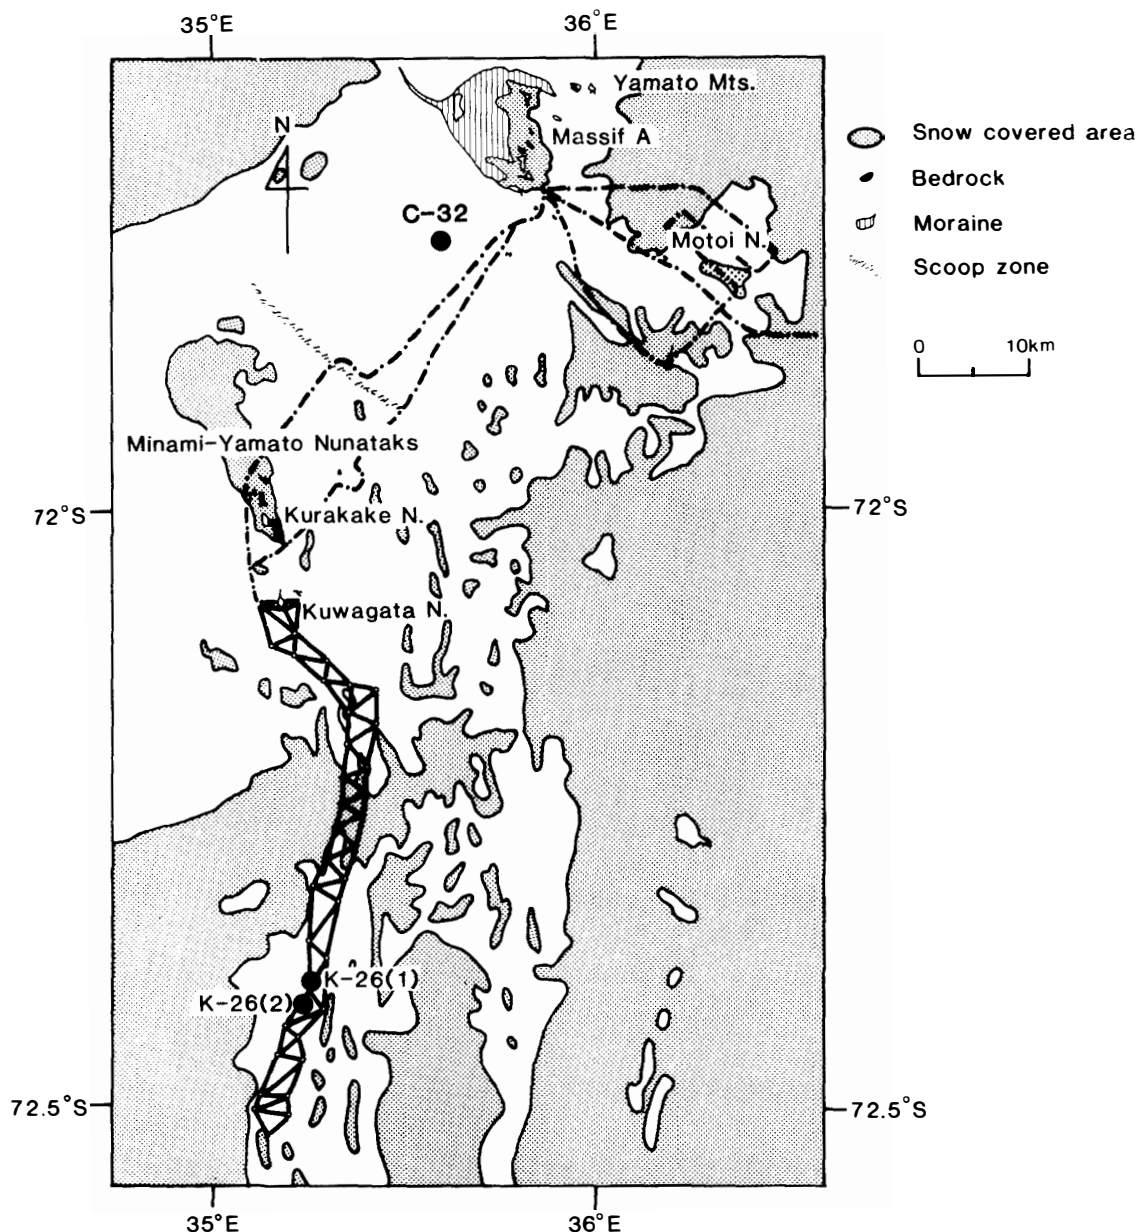 35°E
36°E
Yamato Mts.
N
Massif A
Snow covered area
Bedrock
C-32
Moraine
Motoi N.
Scoop zone
0
10km
Minami-Yamato Nunataks
72°S
Kurakake N.
72°S
Kuwagata N.
K-26(1)
K-26(2)
72.5°S
72.5°S
35°E
36°E